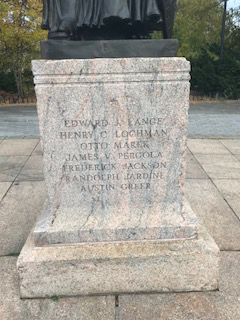 EDWARD J. LANGE
HENRY C. LOCHMAN
OTTO MAREK
JAMES V. PERGOLA
FREDERICK JACKSON
RANDOLPH JARDINE
AUSTIN GREER